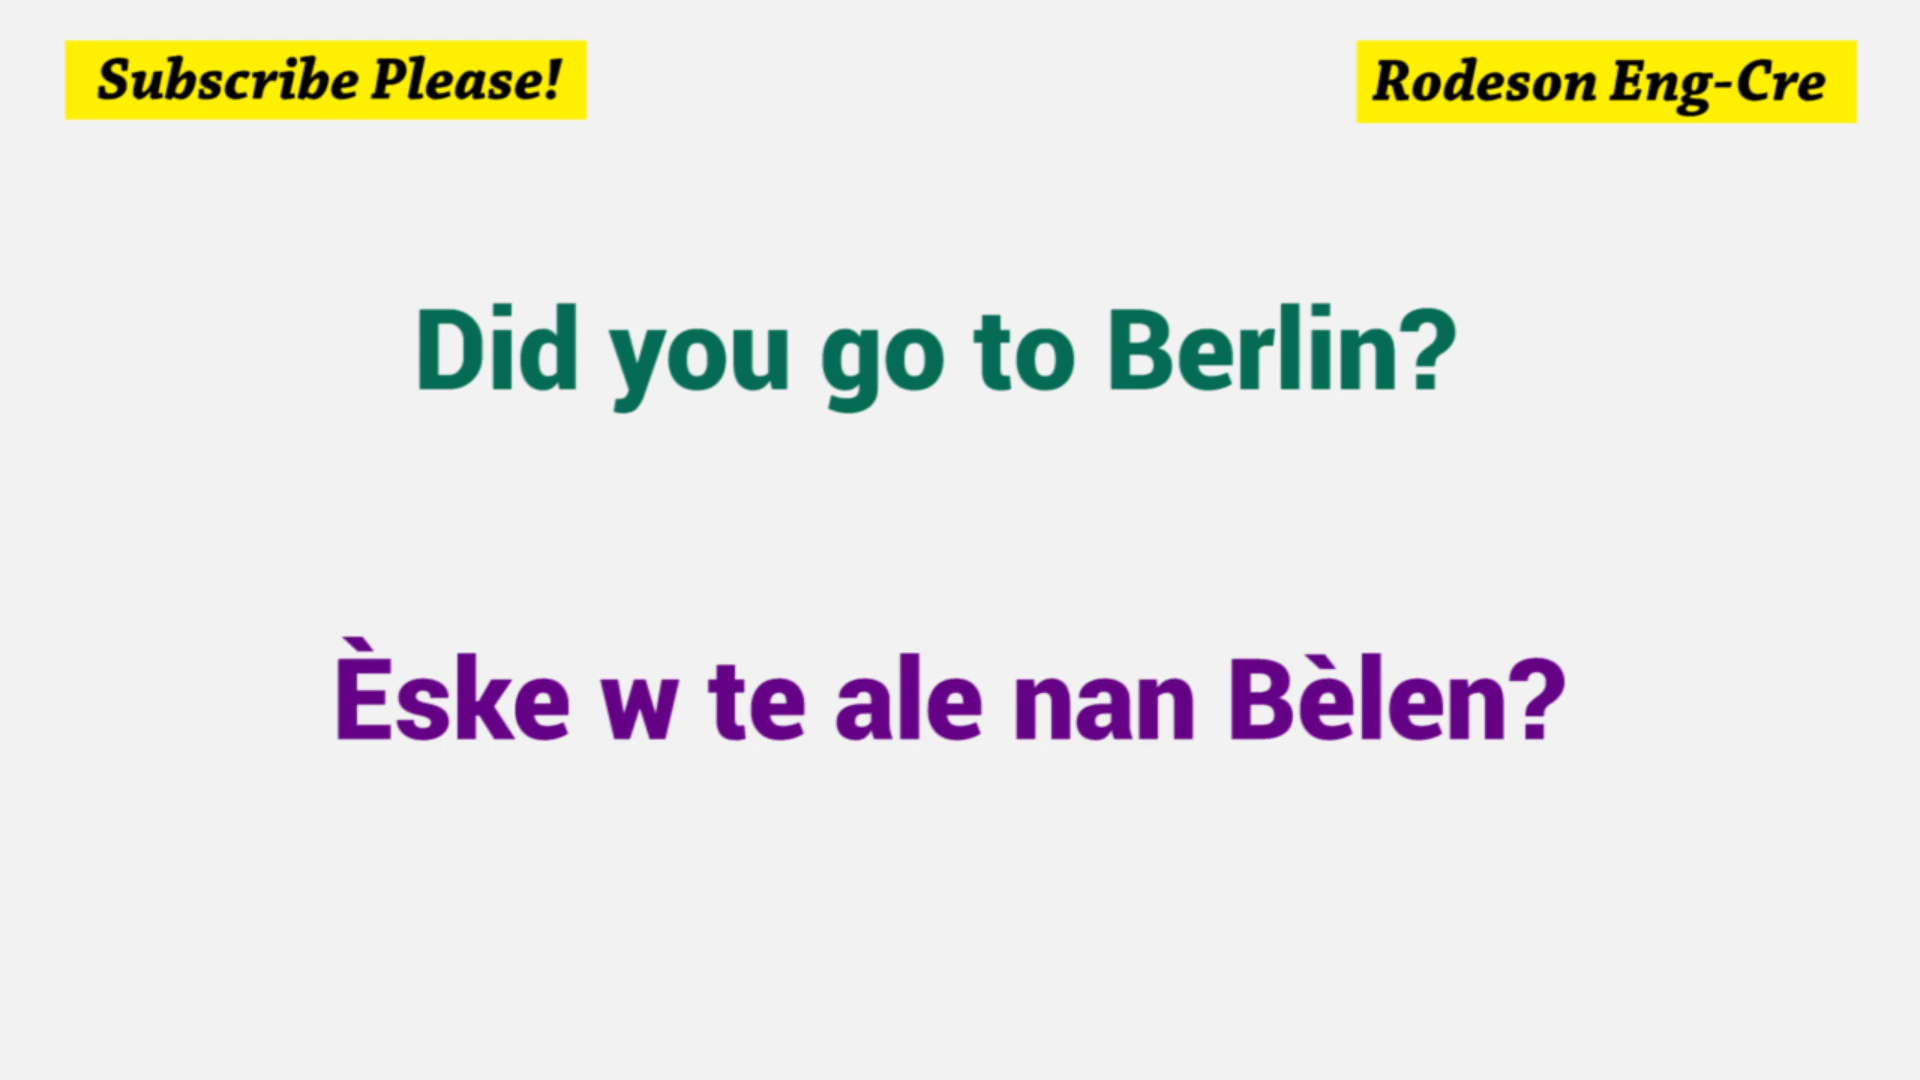 Subscribe Please!
Rodeson Eng-Cre
Did you go to Berlin?
Èske w te ale nan Bèlen?